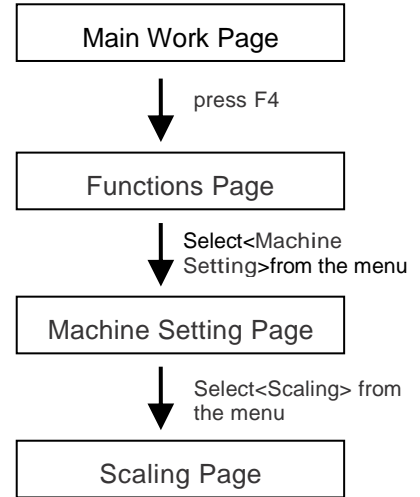 Main Work Page
press F4
Functions Page
Select<Machine
Setting>from the menu
Machine Setting Page
Select<Scaling> from
the menu
Scaling Page